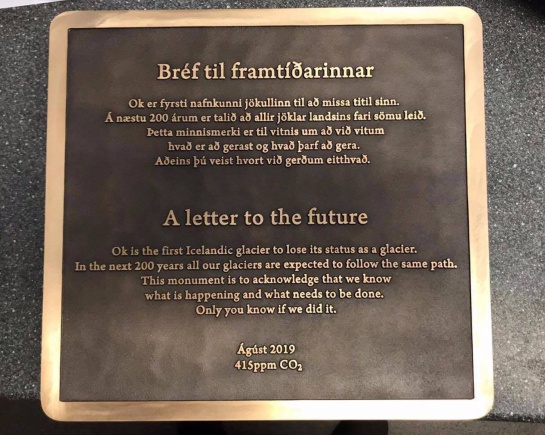 Bréf til framtíðarinnar
Ok er fyrsti nafnkunni jökullinn til að missa titil sinn.
Á næstu 200 árum er talið að allir jöklar landsins fari sömu leið.
Þetta minnismerki er til vitnis um að við vitum
hvað er að gerast og hvað þarf að gera.
Aðeins þú veist hvort við gerðum eitthvað.
A letter to the future
Ok is the first Icelandic glacier to lose its status as a glacier.
In the next 200 years all our glaciers are expected to follow the same path.
This monument is to acknowledge that we know
what is happening and what needs to be done.
Only you know if we did it.
Ágúst 2019
415ppm CO₂